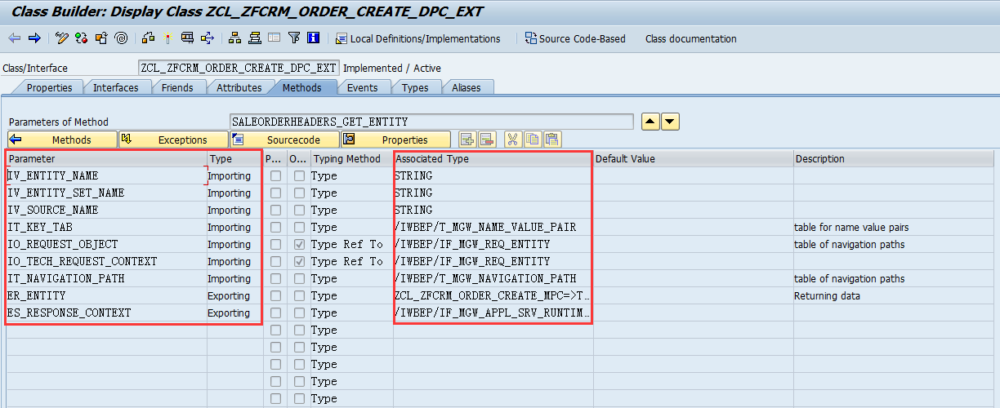 Class Builder: Display Class ZCL_ZFCRM_ORDER_CREATE_DPC_EXT
Local Definitions/Implementations Source Code-Based Class documentation
Class/Interface ZCL_ZFCRM_ORDER_CREATE_DPC_EXT Implemented / Active
Properties Interfaces Friends Attributes Methods Events Types Aliases
Parameters of Method SALEORDERHEADERS_GET_ENTITY
Methods Exceptions Sourcecode Properties
Parameter Type P... O... Typing Method Associated Type Default Value Description
IV_ENTITY_NAME Importing Type STRING
IV_ENTITY_SET_NAME Importing Type STRING
IV_SOURCE_NAME Importing Type STRING
IT_KEY_TAB Importing Type /IWBEP/T_MGW_NAME_VALUE_PAIR table for name value pairs
IO_REQUEST_OBJECT Importing Type Ref To /IWBEP/IF_MGW_REQ_ENTITY table of navigation paths
IO_TECH_REQUEST_CONTEXT Importing Type Ref To /IWBEP/IF_MGW_REQ_ENTITY
IT_NAVIGATION_PATH Importing Type /IWBEP/T_MGW_NAVIGATION_PATH table of navigation paths
ER_ENTITY Exporting Type ZCL_ZFCRM_ORDER_CREATE_MPC=>T... Returning data
ES_RESPONSE_CONTEXT Exporting Type /IWBEP/IF_MGW_APPL_SRV_RUNTIM...
Type
Type
Type
Type
Type